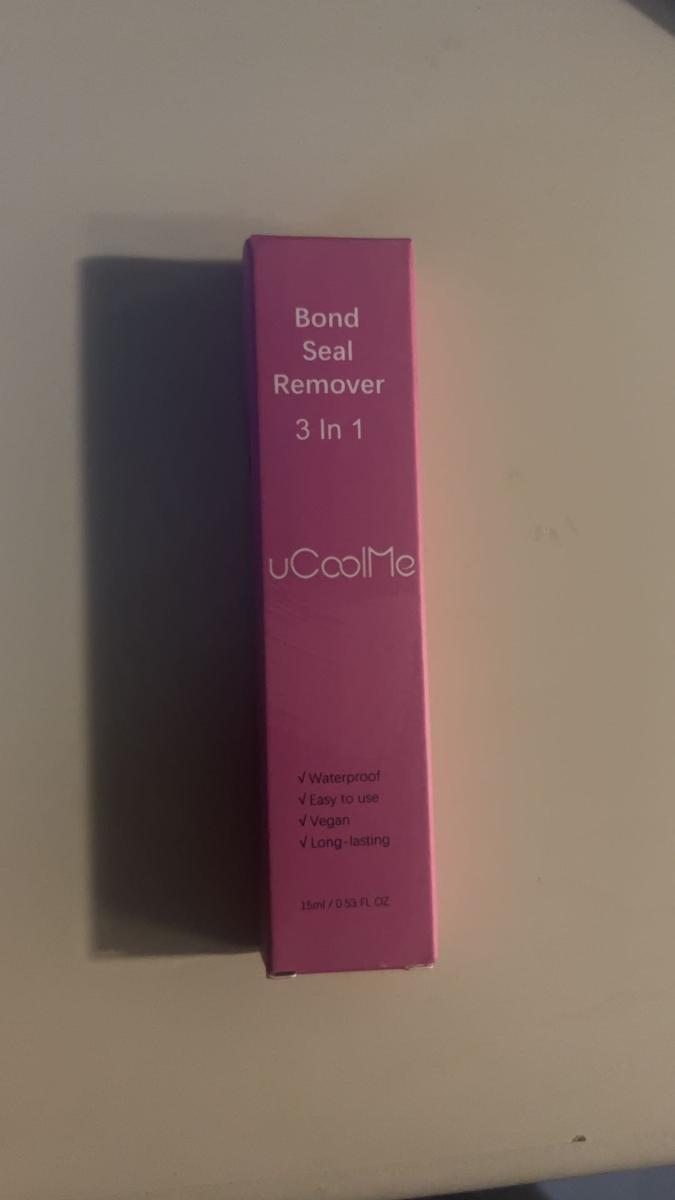 Bond
Seal
Remover
3 In 1
uCoolMe
√ Waterproof
√ Easy to use
√ Vegan
√ Long-lasting
15ml / 0.53 FL OZ